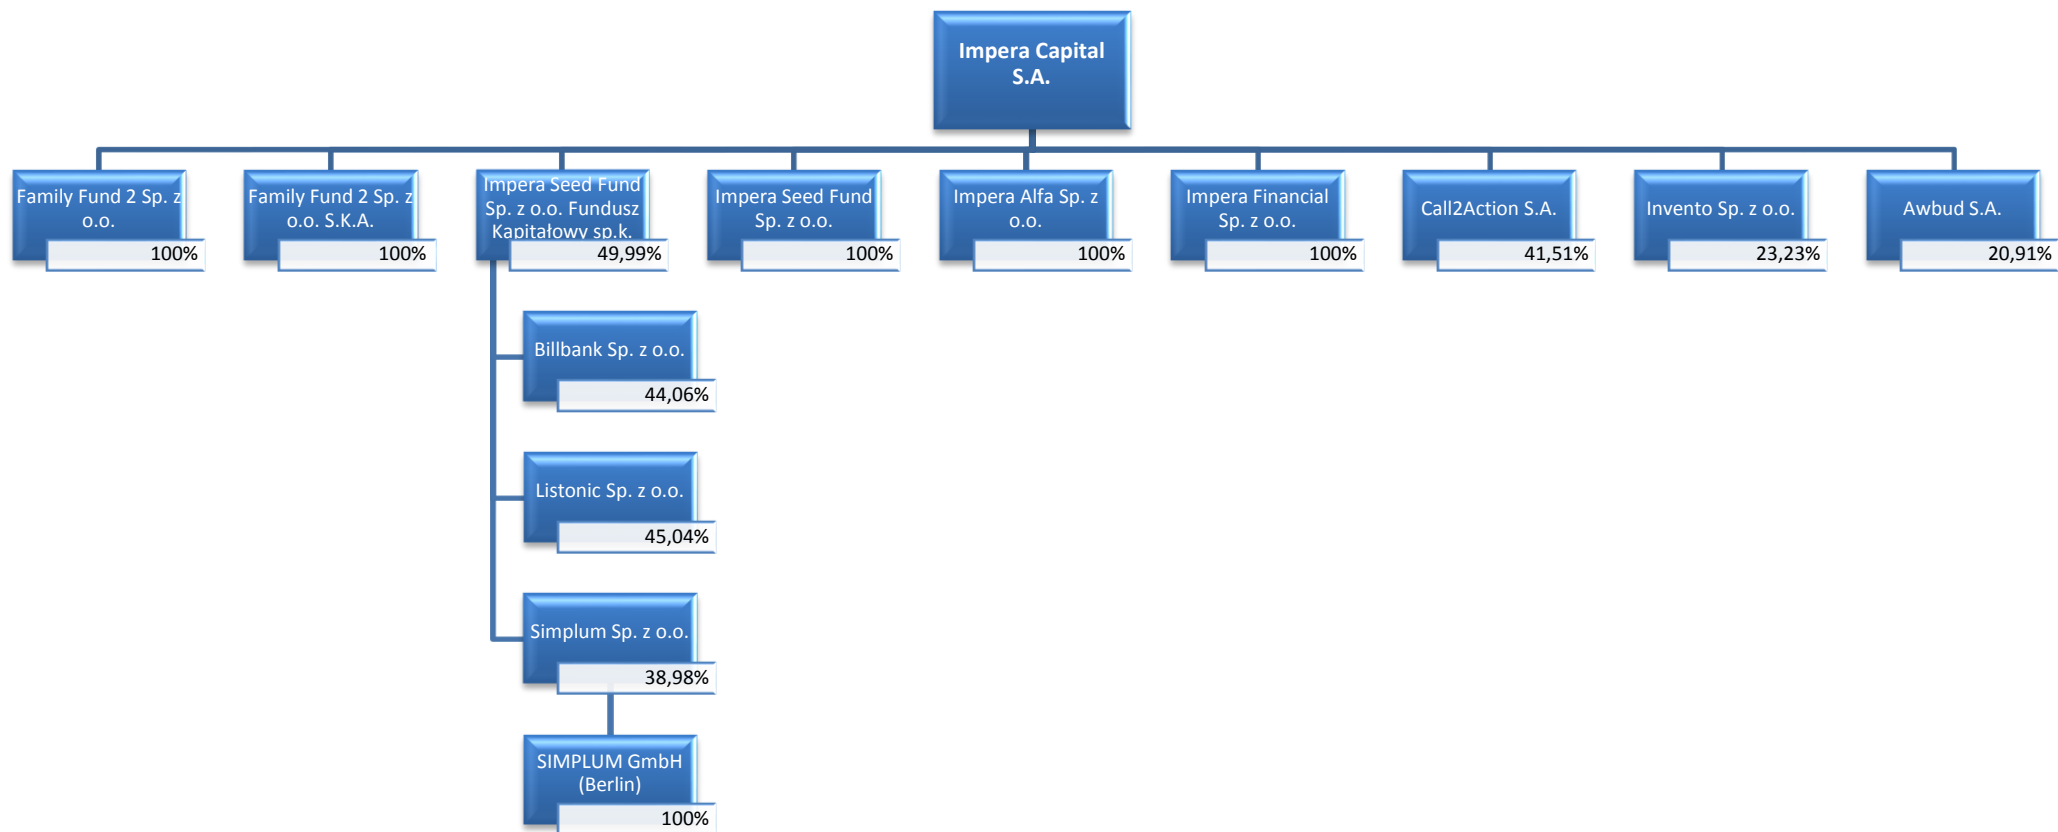 Impera Capital
S.A.
Family Fund 2 Sp. z
o.o.
100%
Family Fund 2 Sp. z
o.o. S.K.A.
100%
Impera Seed Fund
Sp. z o.o. Fundusz
Kapitałowy sp.k.
49,99%
Impera Seed Fund
Sp. z o.o.
100%
Impera Alfa Sp. z
o.o.
100%
Impera Financial
Sp. z o.o.
100%
Call2Action S.A.
41,51%
Invento Sp. z o.o.
23,23%
Awbud S.A.
20,91%
Billbank Sp. z o.o.
44,06%
Listonic Sp. z o.o.
45,04%
Simplum Sp. z o.o.
38,98%
SIMPLUM GmbH
(Berlin)
100%